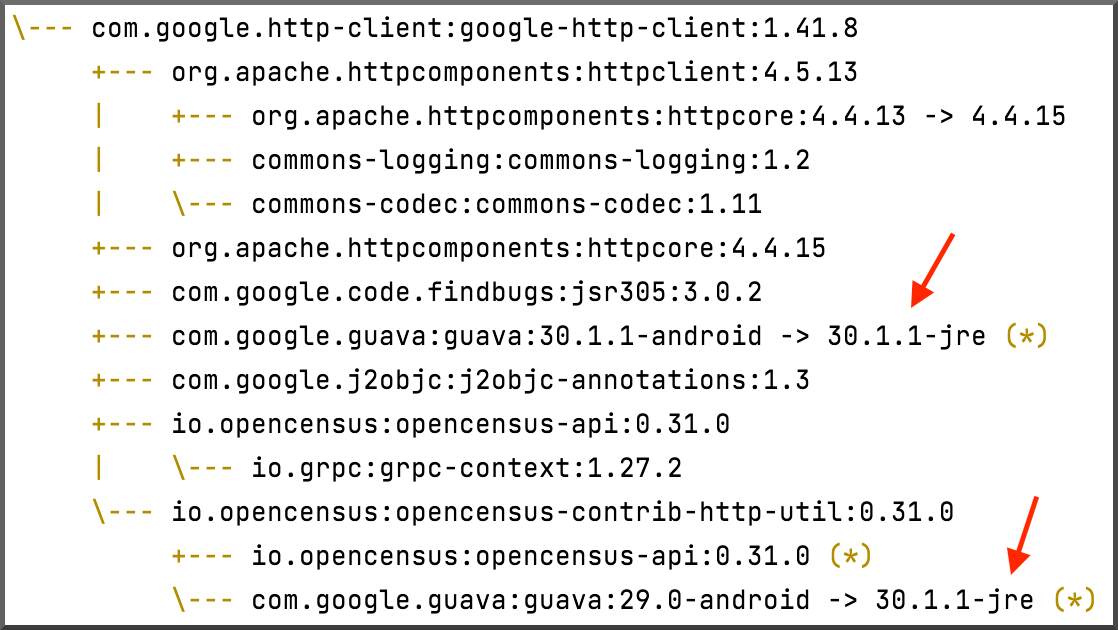 \--- com.google.http-client:google-http-client:1.41.8
     +--- org.apache.httpcomponents:httpclient:4.5.13
     |    +--- org.apache.httpcomponents:httpcore:4.4.13 -> 4.4.15
     |    +--- commons-logging:commons-logging:1.2
     |    \--- commons-codec:commons-codec:1.11
     +--- org.apache.httpcomponents:httpcore:4.4.15
     +--- com.google.code.findbugs:jsr305:3.0.2
     +--- com.google.guava:guava:30.1.1-android -> 30.1.1-jre (*)
     +--- com.google.j2objc:j2objc-annotations:1.3
     +--- io.opencensus:opencensus-api:0.31.0
     |    \--- io.grpc:grpc-context:1.27.2
     \--- io.opencensus:opencensus-contrib-http-util:0.31.0
          +--- io.opencensus:opencensus-api:0.31.0 (*)
          \--- com.google.guava:guava:29.0-android -> 30.1.1-jre (*)